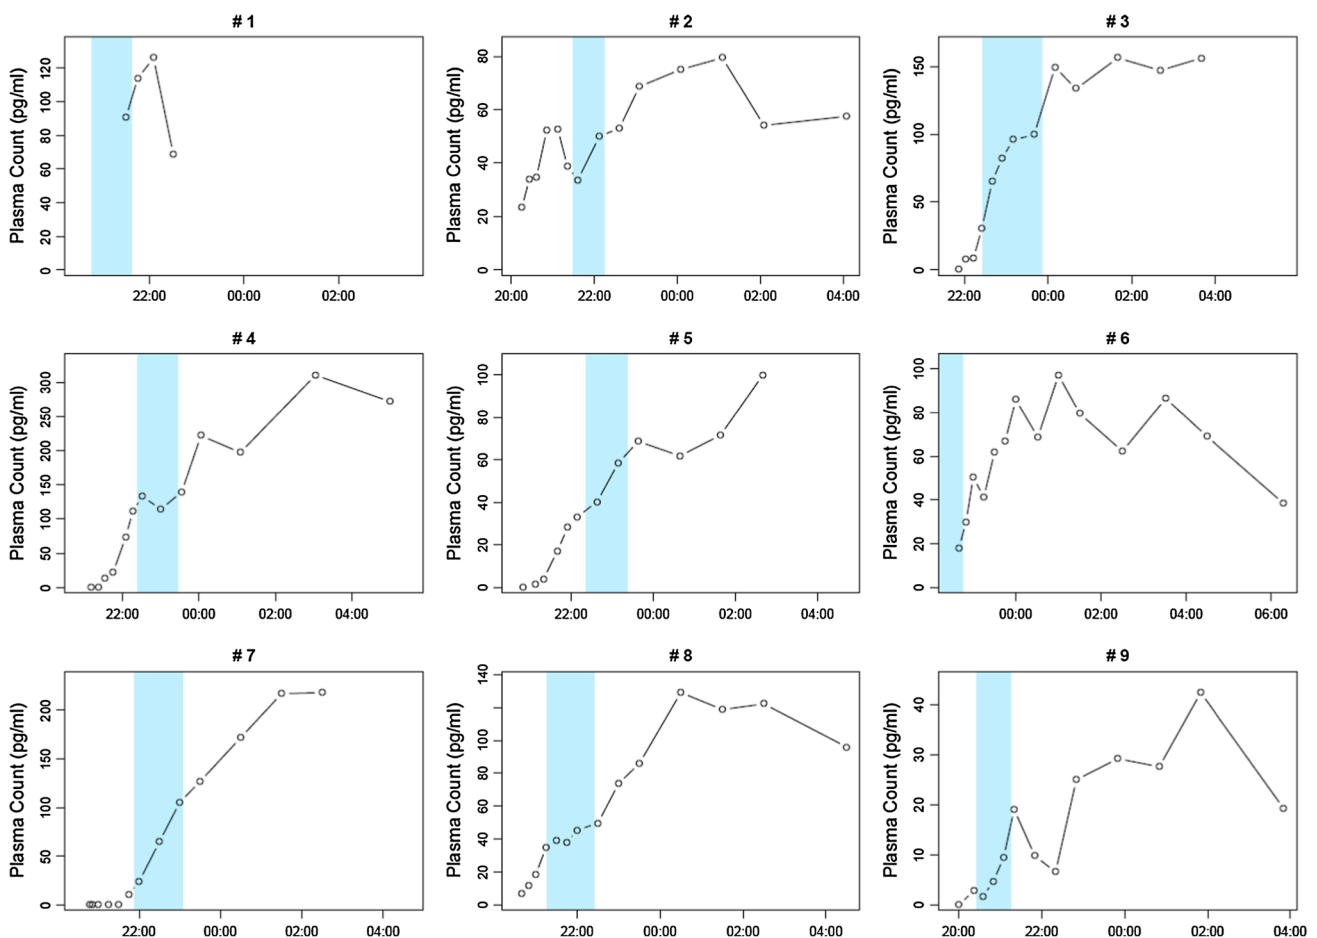 # 1
# 2
# 3
Plasma Count (pg/ml)
0 20 40 60 80 100 120
22:00 00:00 02:00
Plasma Count (pg/ml)
0 20 40 60 80
20:00 22:00 00:00 02:00 04:00
Plasma Count (pg/ml)
0 50 100 150
22:00 00:00 02:00 04:00
# 4
# 5
# 6
Plasma Count (pg/ml)
0 50 100 150 200 250 300
22:00 00:00 02:00 04:00
Plasma Count (pg/ml)
0 20 40 60 80 100
22:00 00:00 02:00 04:00
Plasma Count (pg/ml)
0 20 40 60 80 100
00:00 02:00 04:00 06:00
# 7
# 8
# 9
Plasma Count (pg/ml)
0 50 100 150 200
22:00 00:00 02:00 04:00
Plasma Count (pg/ml)
0 20 40 60 80 100 140
22:00 00:00 02:00 04:00
Plasma Count (pg/ml)
0 10 20 30 40
20:00 22:00 00:00 02:00 04:00